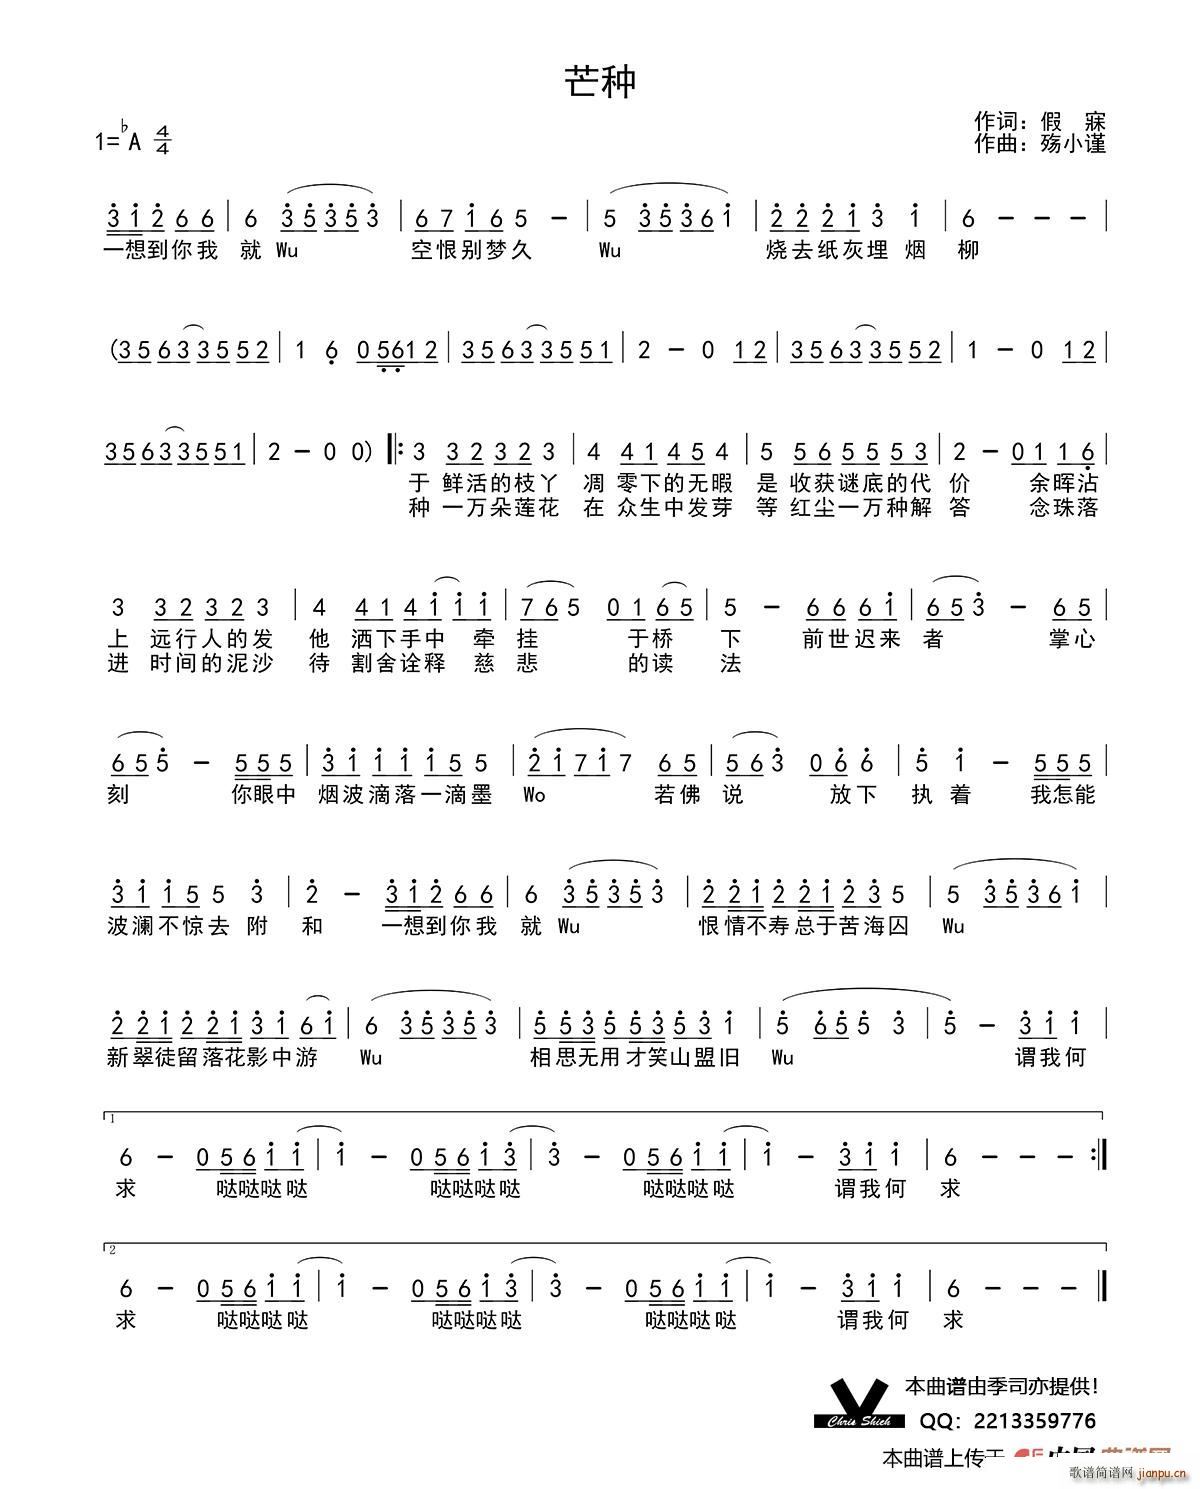 芒种
作词：假　寐
作曲：殇小谨
1=♭A 4/4
3̇ 1̇ 2̇ 6 6 | 6 3̇ 5̇ 3̇ 5̇ 3̇ | 6 7 1̇ 6 5 － | 5 3̇ 5̇ 3̇ 6 1̇ | 2̇ 2̇ 2̇ 1̇ 3̇ 1̇ | 6 － － － |
一想到你我 就 Wu 空恨别梦久 Wu 烧去纸灰埋 烟 柳
(3 5 6 3 3 5 5 2 | 1 6̣ 0 5̣ 6̣ 1 2 | 3 5 6 3 3 5 5 1 | 2 － 0 1 2 | 3 5 6 3 3 5 5 2 | 1 － 0 1 2 |
3 5 6 3 3 5 5 1 | 2 － 0 0) ‖: 3 3 2 3 2 3 | 4 4 1 4 5 4 | 5 5 6 5 5 5 3 | 2 － 0 1 1 6̣ |
于 鲜活的枝丫 凋 零下的无暇 是 收获谜底的代 价 余晖沾
种 一万朵莲花 在 众生中发芽 等 红尘一万种解 答 念珠落
3 3 2 3 2 3 | 4 4 1 4 1̇ 1̇ 1̇ | 7 6 5 0 1 6 5 | 5 － 6 6 6 1̇ | 6 5 3̇ － 6 5 |
上 远行人的发 他 洒下手中 牵 挂 于桥 下 前世迟来 者 掌心
进 时间的泥沙 待 割舍诠释 慈 悲 的读 法
6 5 5̇ － 5 5 5 | 3̇ 1̇ 1̇ 1̇ 1̇ 5 5 | 2̇ 1̇ 7 1̇ 7 6 5 | 5 6 3̇ 0 6̇ 6̇ | 5̇ 1̇ － 5 5 5 |
刻 你眼中 烟波滴落一滴墨 Wo 若佛 说 放下 执 着 我怎能
3̇ 1̇ 1̇ 5 5 3̇ | 2̇ － 3̇ 1̇ 2̇ 6 6 | 6 3̇ 5̇ 3̇ 5̇ 3̇ | 2̇ 2̇ 1̇ 2̇ 2̇ 1̇ 2̇ 3̇ 5 | 5 3̇ 5̇ 3̇ 6 1̇ |
波澜不惊去 附 和 一想到你我 就 Wu 恨情不寿总于苦海囚 Wu
2̇ 2̇ 1̇ 2̇ 2̇ 1̇ 3̇ 1̇ 6 1̇ | 6 3̇ 5̇ 3̇ 5̇ 3̇ | 5̇ 5̇ 3̇ 5̇ 5̇ 3̇ 5̇ 3̇ 1̇ | 5̇ 6̇ 5̇ 5̇ 3̇ | 5̇ － 3̇ 1̇ 1̇ |
新翠徒留落花影中游 Wu 相思无用才笑山盟旧 Wu 谓我何
1
6 － 0 5 6 1̇ 1̇ | 1̇ － 0 5 6 1̇ 3̇ | 3̇ － 0 5 6 1̇ 1̇ | 1̇ － 3̇ 1̇ 1̇ | 6 － － － :‖
求 哒哒哒哒 哒哒哒哒 哒哒哒哒 谓我何 求
2
6 － 0 5 6 1̇ 1̇ | 1̇ － 0 5 6 1̇ 3̇ | 3̇ － 0 5 6 1̇ 1̇ | 1̇ － 3̇ 1̇ 1̇ | 6 － － － ‖
求 哒哒哒哒 哒哒哒哒 哒哒哒哒 谓我何 求
本曲谱由季司亦提供！
Chris Shich
QQ：2213359776
本曲谱上传于
歌谱简谱网 jianpu.cn